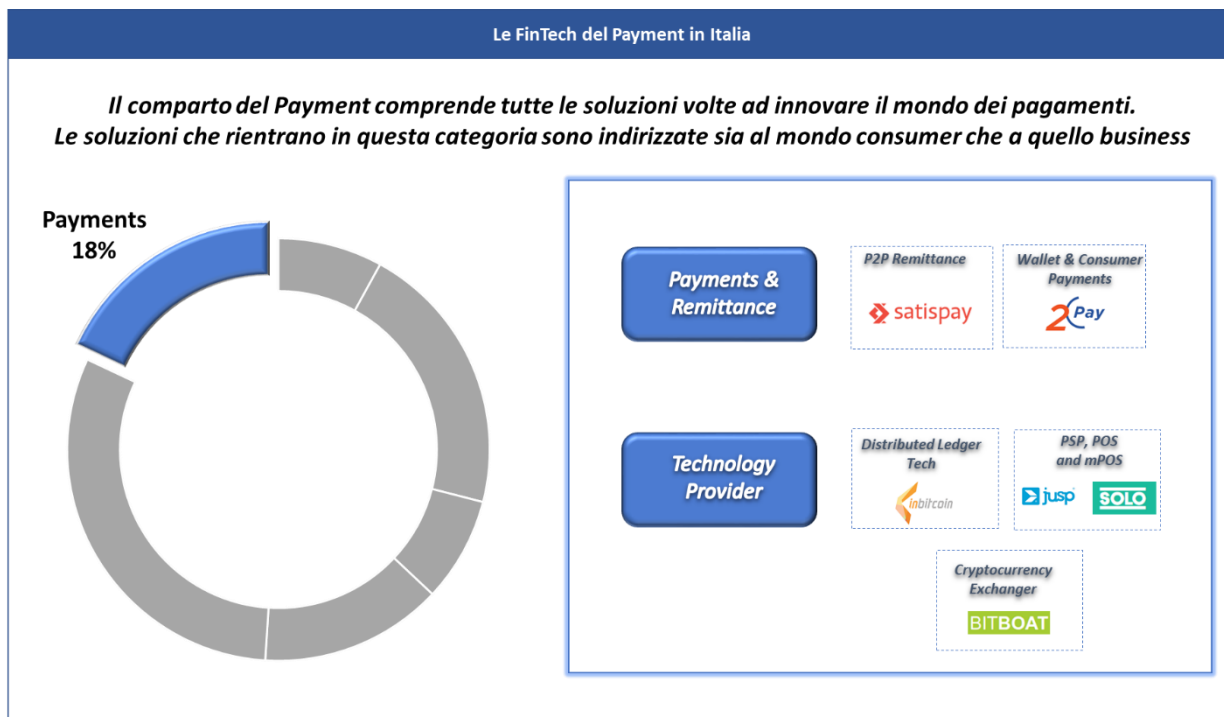 Le FinTech del Payment in Italia
Il comparto del Payment comprende tutte le soluzioni volte ad innovare il mondo dei pagamenti.
Le soluzioni che rientrano in questa categoria sono indirizzate sia al mondo consumer che a quello business
Payments
18%
Payments &
Remittance
P2P Remittance
satispay
Wallet & Consumer
Payments
2Pay
Technology
Provider
Distributed Ledger
Tech
inbitcoin
PSP, POS
and mPOS
jusp
SOLO
Cryptocurrency
Exchanger
BITBOAT